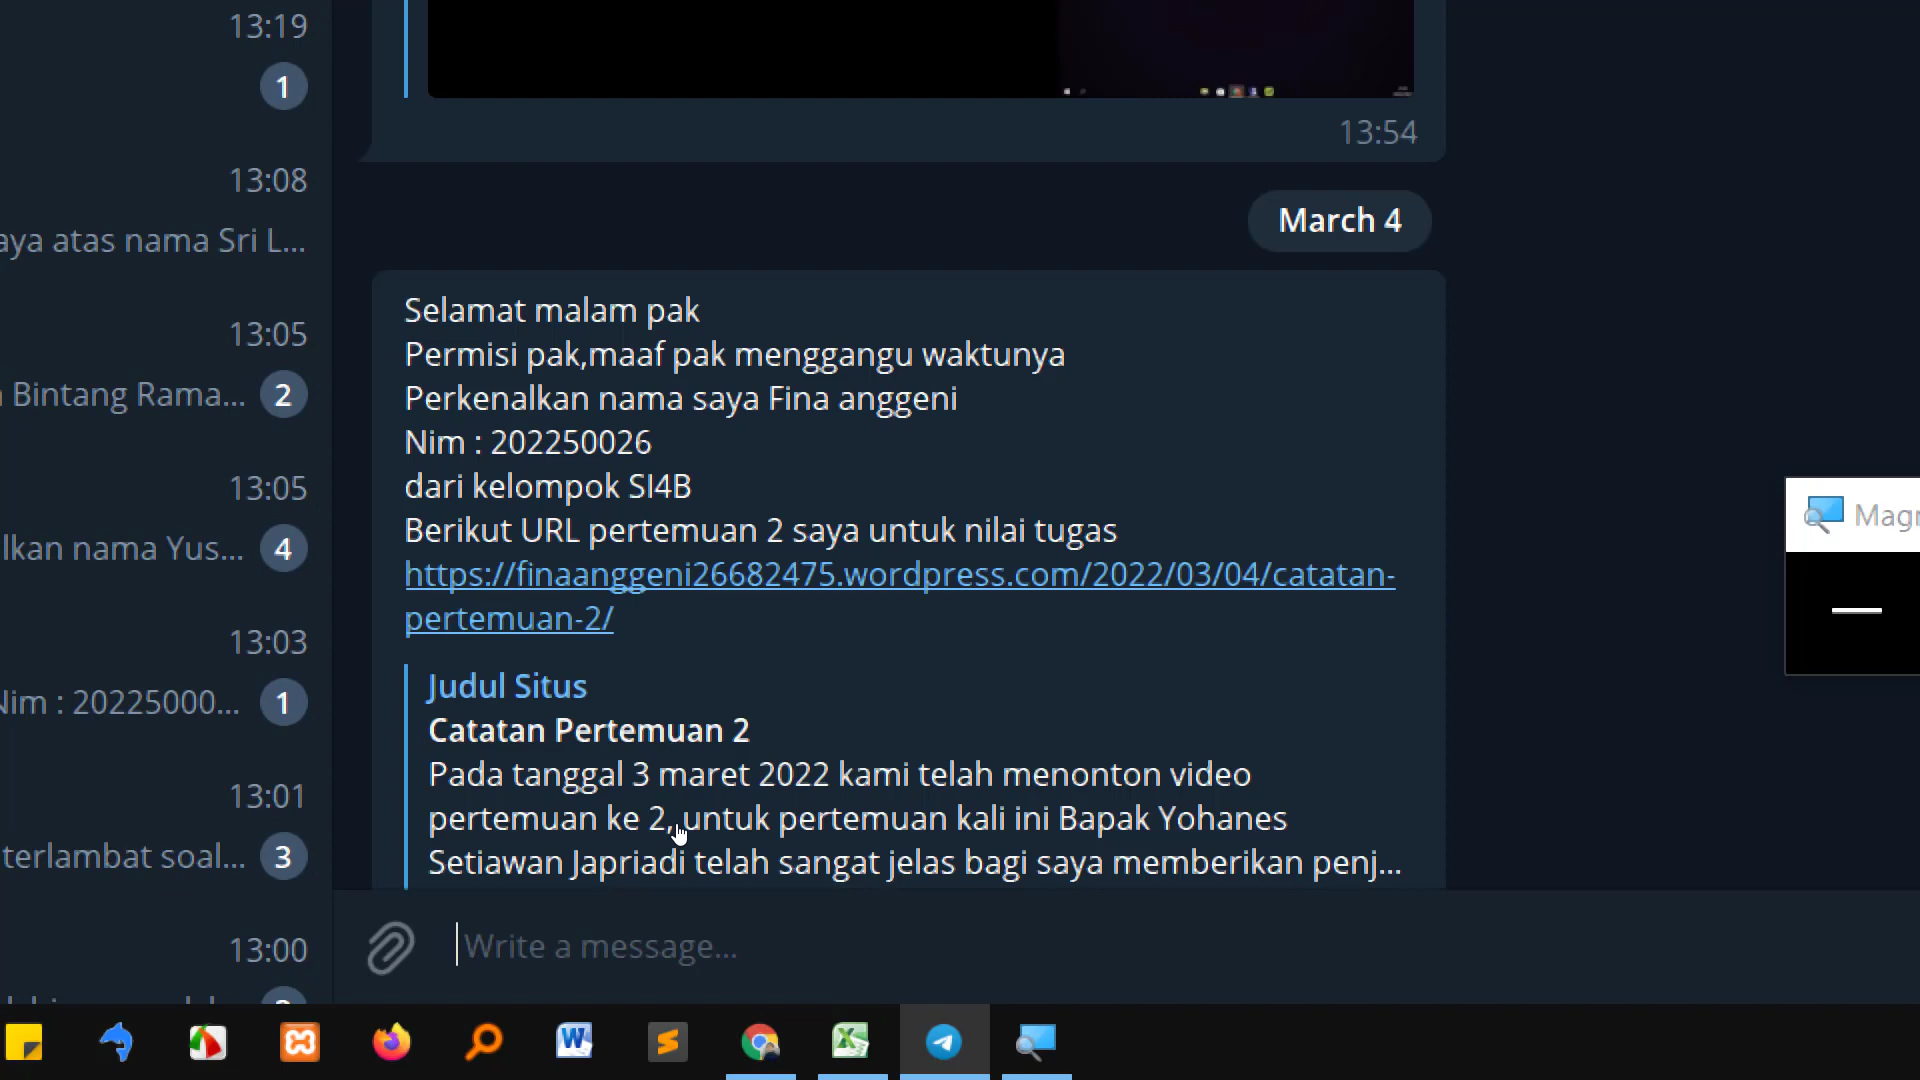 13:19
1
13:08
aya atas nama Sri L...
13:05
Bintang Rama...
2
13:05
lkan nama Yus...
4
13:03
Nim : 20225000...
1
13:01
terlambat soal...
3
13:00
13:54
March 4
Selamat malam pak
Permisi pak,maaf pak menggangu waktunya
Perkenalkan nama saya Fina anggeni
Nim : 202250026
dari kelompok SI4B
Berikut URL pertemuan 2 saya untuk nilai tugas
https://finaanggeni26682475.wordpress.com/2022/03/04/catatan-
pertemuan-2/
Judul Situs
Catatan Pertemuan 2
Pada tanggal 3 maret 2022 kami telah menonton video
pertemuan ke 2, untuk pertemuan kali ini Bapak Yohanes
Setiawan Japriadi telah sangat jelas bagi saya memberikan penj...
Write a message...
Magn